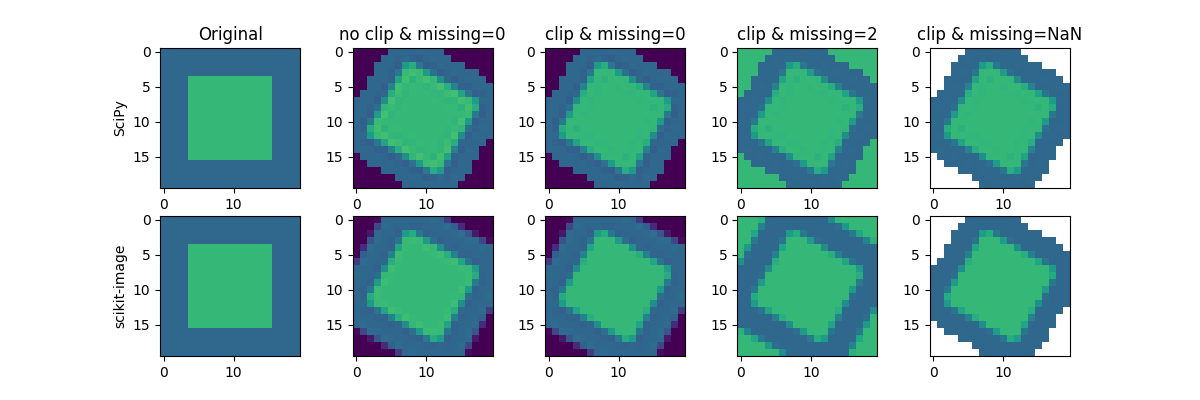 Original no clip & missing=0 clip & missing=0 clip & missing=2 clip & missing=NaN
SciPy
0 0 0 0 0
5 5 5 5 5
10 10 10 10 10
15 15 15 15 15
0 10 0 10 0 10 0 10 0 10
scikit-image
0 0 0 0 0
5 5 5 5 5
10 10 10 10 10
15 15 15 15 15
0 10 0 10 0 10 0 10 0 10